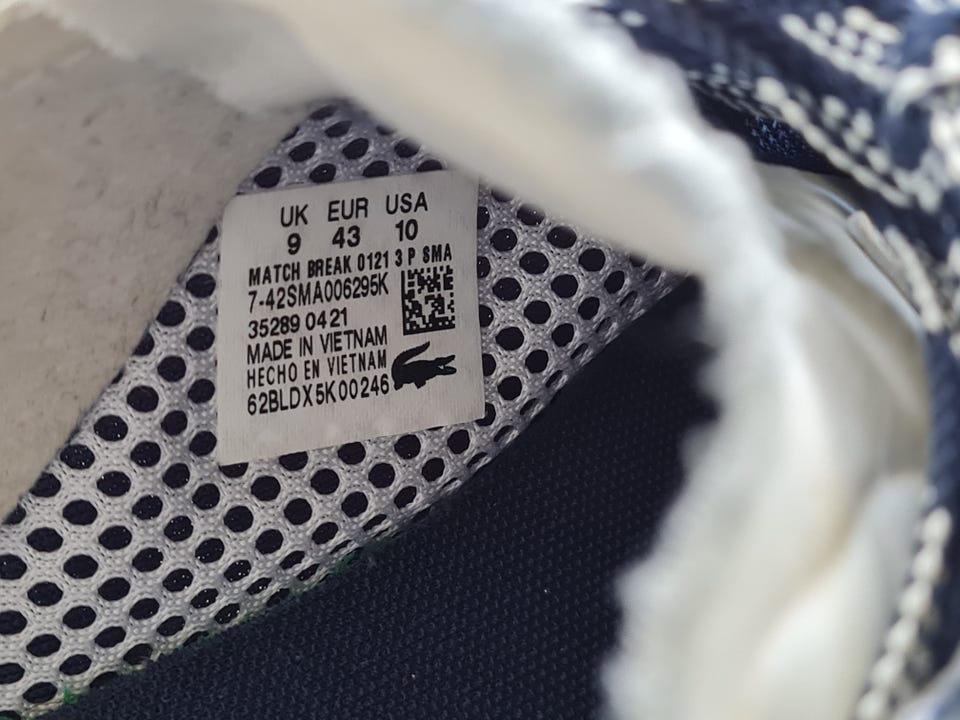 UK EUR USA
9 43 10
MATCH BREAK 0121 3 P SMA
7-42SMA006295K
35289 0421
MADE IN VIETNAM
HECHO EN VIETNAM
62BLDX5K00246